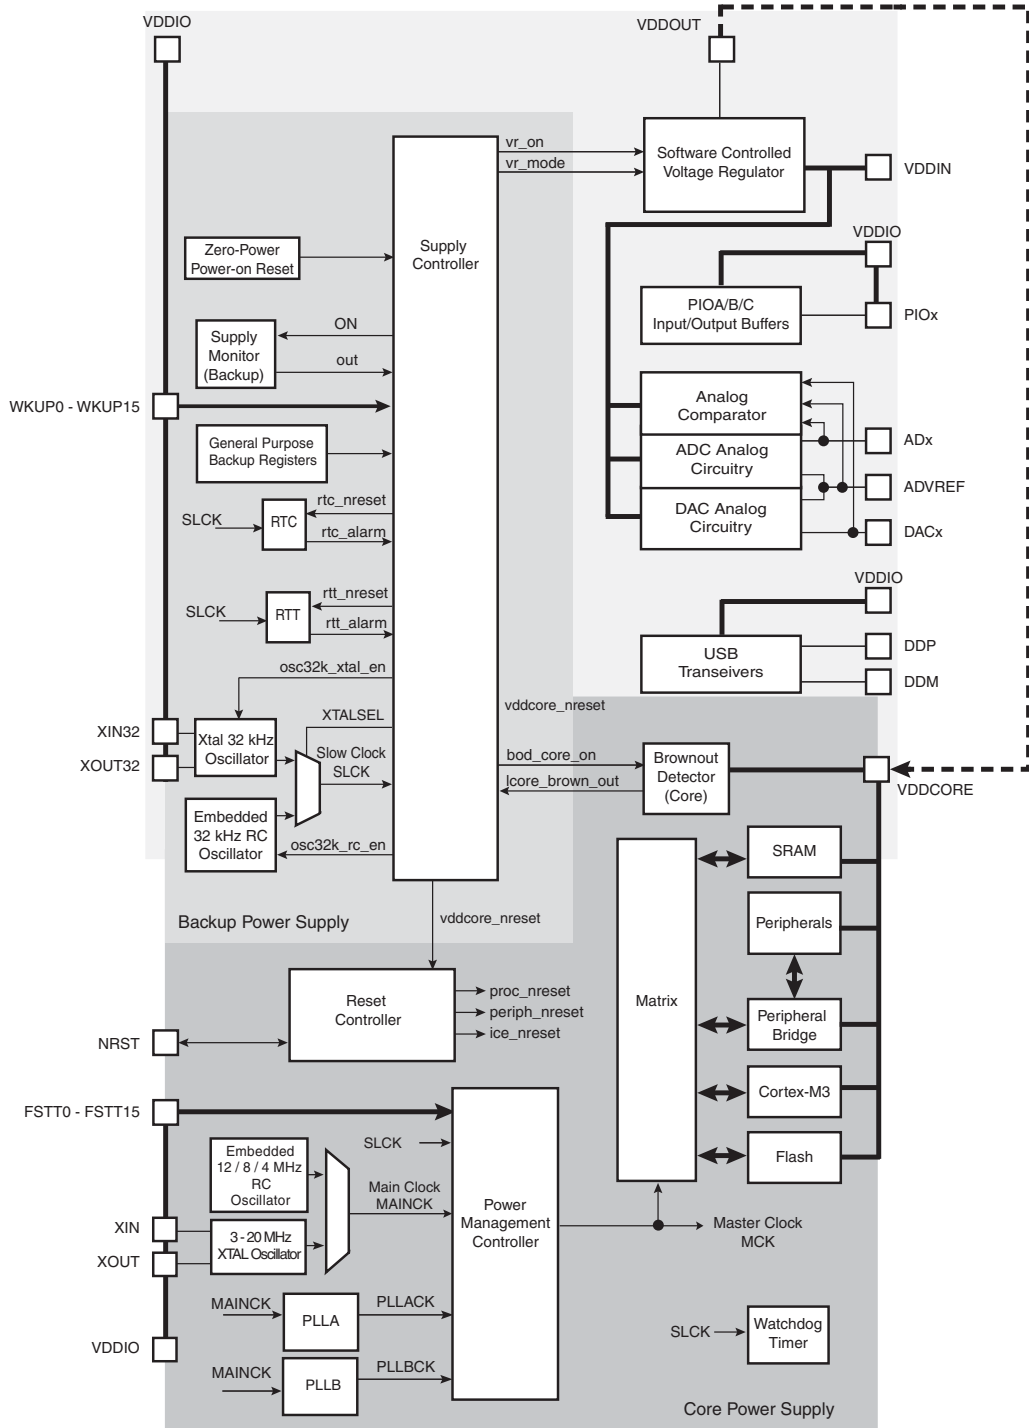 VDDIO
VDDOUT
vr_on
vr_mode
Software Controlled
Voltage Regulator
VDDIN
Zero-Power
Power-on Reset
Supply
Controller
VDDIO
PIOA/B/C
Input/Output Buffers
PIOx
Supply
Monitor
(Backup)
ON
out
WKUP0 - WKUP15
General Purpose
Backup Registers
Analog
Comparator
ADC Analog
Circuitry
DAC Analog
Circuitry
ADx
ADVREF
DACx
SLCK
RTC
rtc_nreset
rtc_alarm
SLCK
RTT
rtt_nreset
rtt_alarm
VDDIO
USB
Transeivers
DDP
DDM
osc32k_xtal_en
XIN32
XOUT32
Xtal 32 kHz
Oscillator
XTALSEL
Slow Clock
SLCK
Embedded
32 kHz RC
Oscillator
osc32k_rc_en
vddcore_nreset
bod_core_on
lcore_brown_out
Brownout
Detector
(Core)
VDDCORE
Backup Power Supply
vddcore_nreset
Matrix
SRAM
Peripherals
Peripheral
Bridge
Cortex-M3
Flash
NRST
Reset
Controller
proc_nreset
periph_nreset
ice_nreset
FSTT0 - FSTT15
SLCK
Embedded
12 / 8 / 4 MHz
RC
Oscillator
Main Clock
MAINCK
Power
Management
Controller
XIN
XOUT
3 - 20 MHz
XTAL Oscillator
Master Clock
MCK
MAINCK
PLLA
PLLACK
VDDIO
MAINCK
PLLB
PLLBCK
SLCK
Watchdog
Timer
Core Power Supply